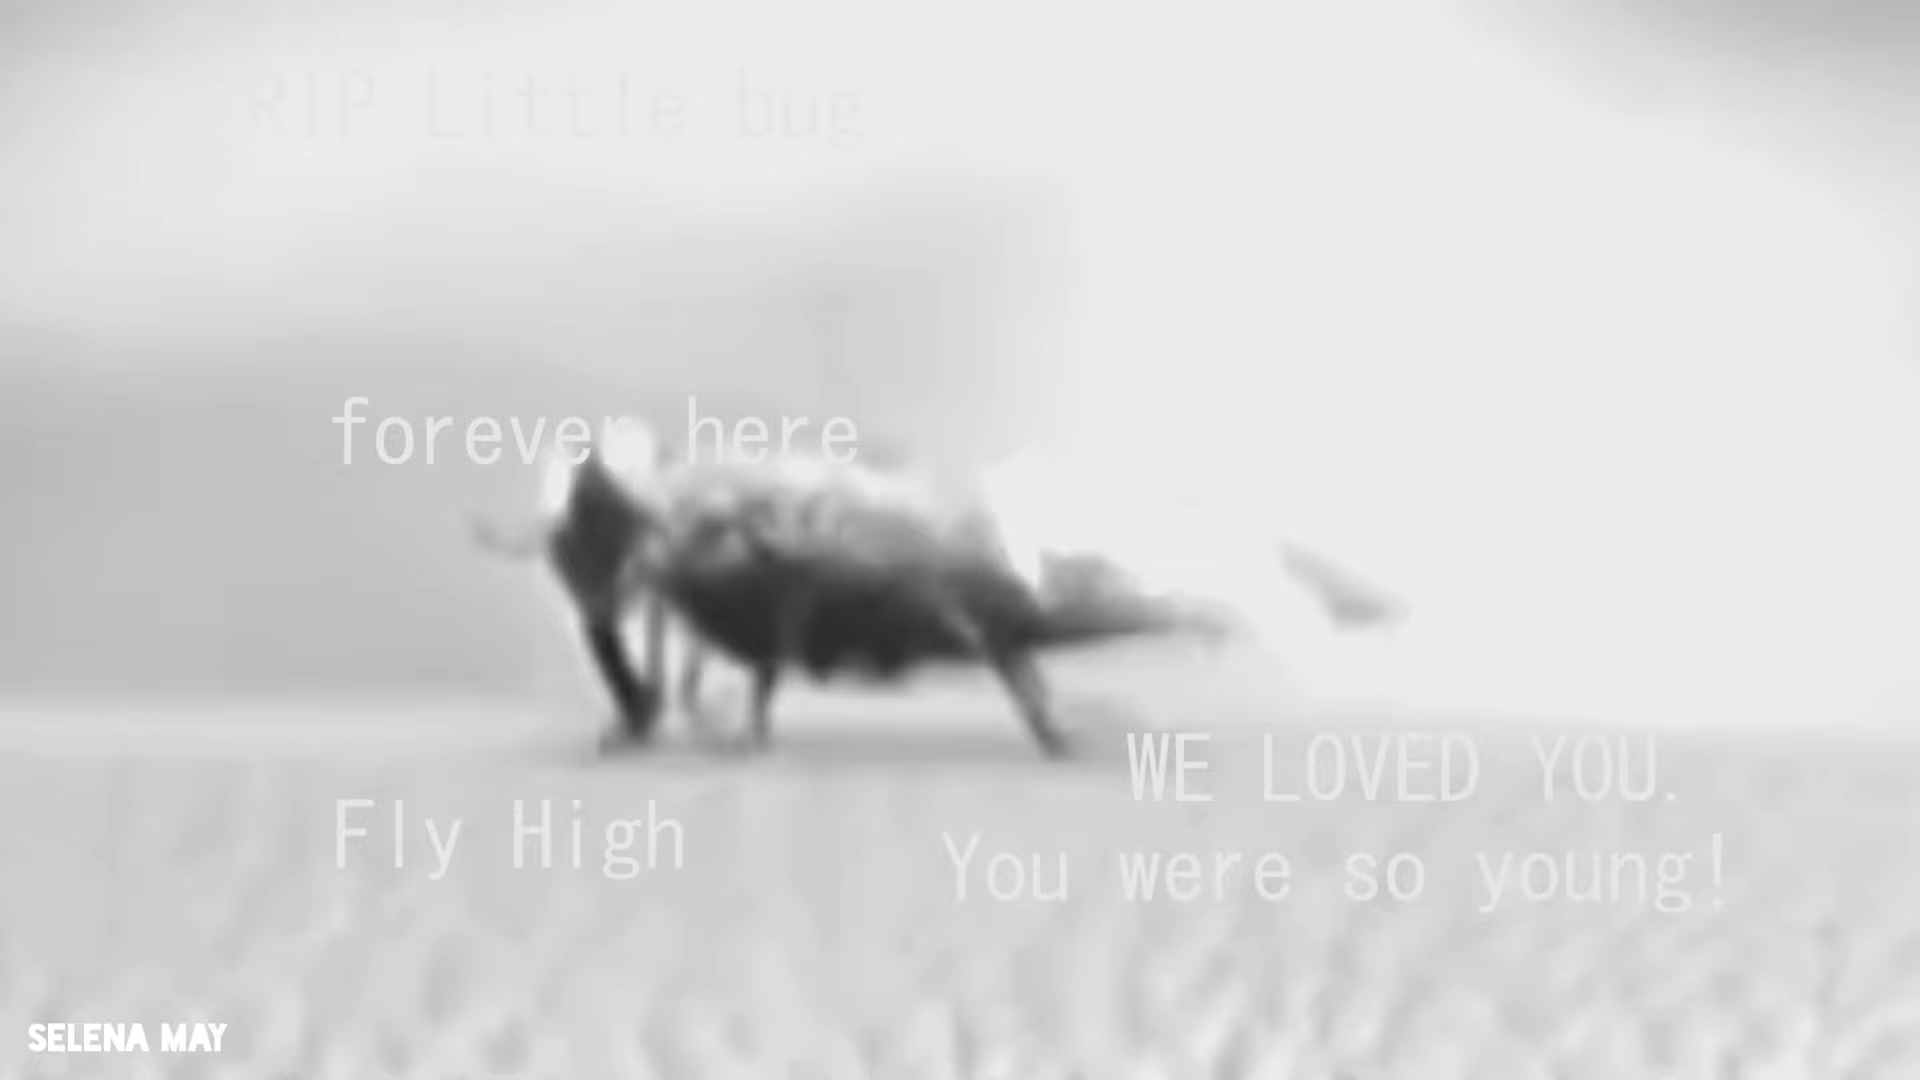 RIP Little bug
forever here
Fly High
WE LOVED YOU.
You were so young!
SELENA MAY